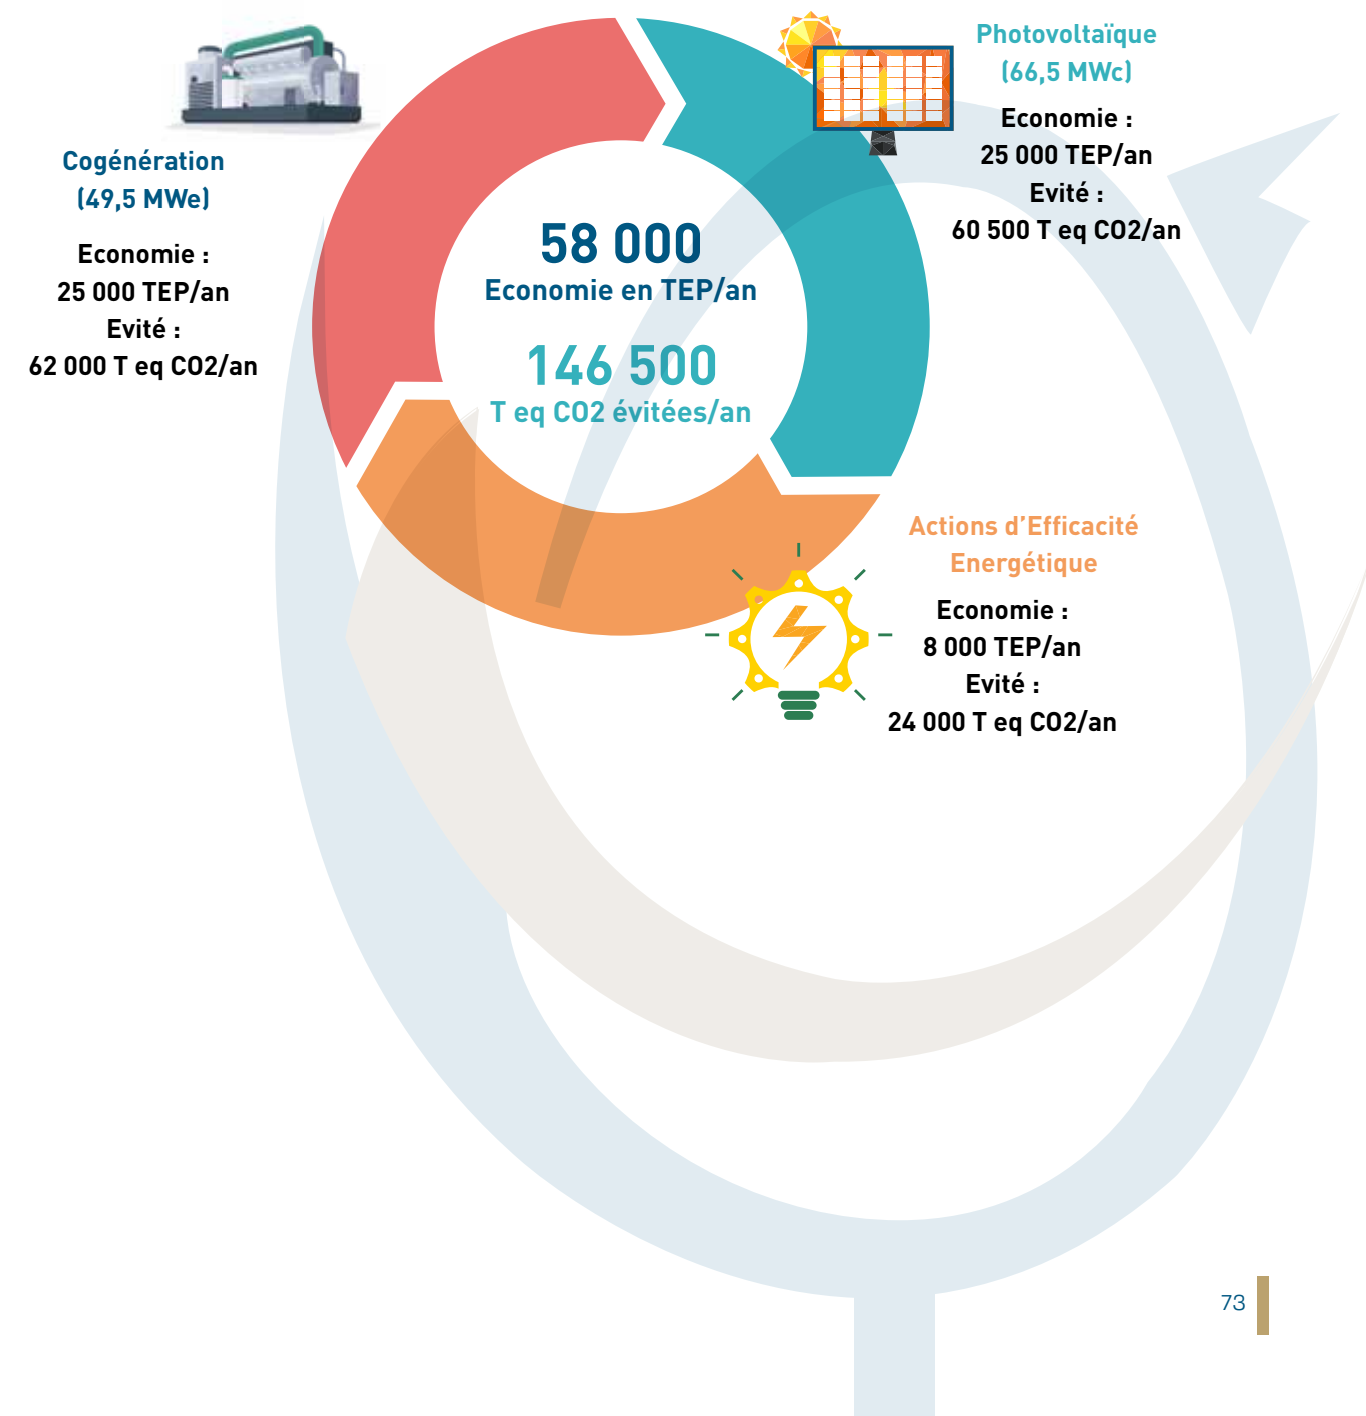 Photovoltaïque
(66,5 MWc)
Economie :
25 000 TEP/an
Evité :
60 500 T eq CO2/an
Cogénération
(49,5 MWe)
Economie :
25 000 TEP/an
Evité :
62 000 T eq CO2/an
58 000
Economie en TEP/an
146 500
T eq CO2 évitées/an
Actions d’Efficacité
Energétique
Economie :
8 000 TEP/an
Evité :
24 000 T eq CO2/an
73